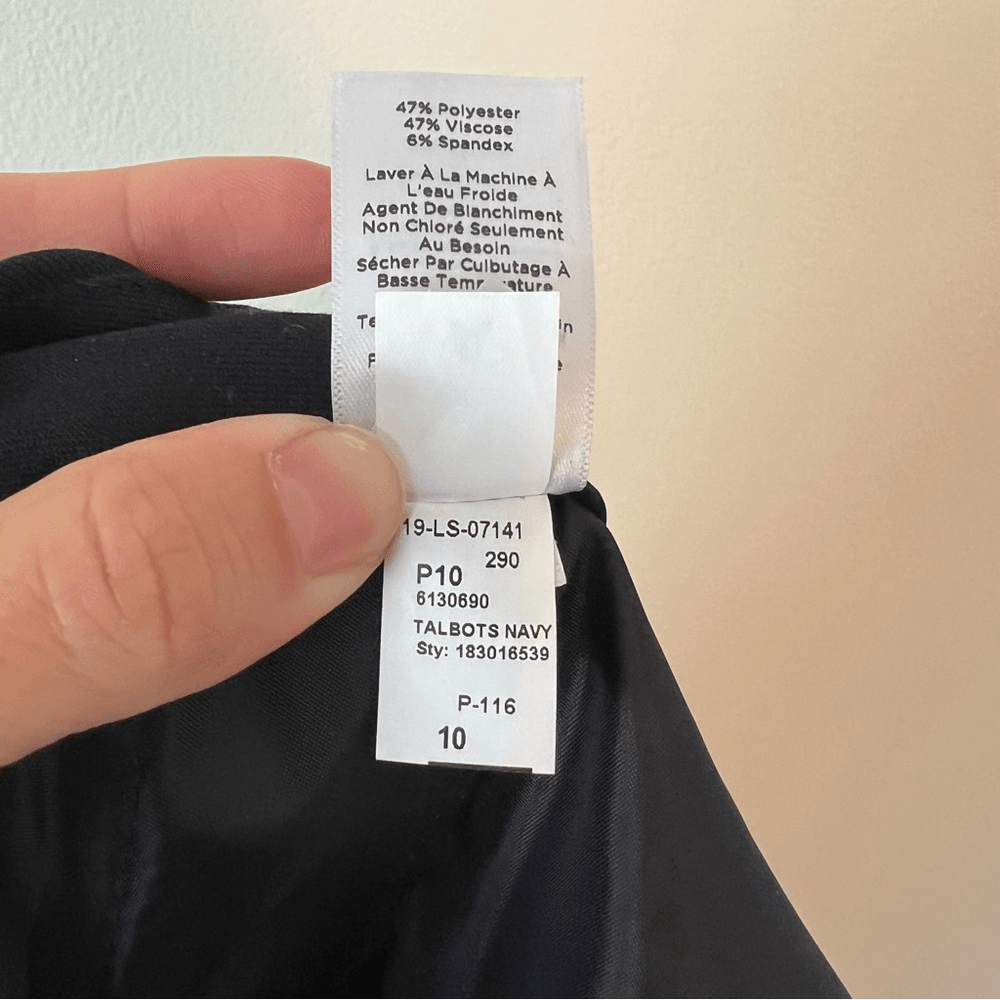 47% Polyester
47% Viscose
6% Spandex
Laver À La Machine À
L'eau Froide
Agent De Blanchiment
Non Chloré Seulement
Au Besoin
Sécher Par Culbutage À
Basse
19-LS-07141
290
P10
6130690
TALBOTS NAVY
Sty: 183016539
P-116
10